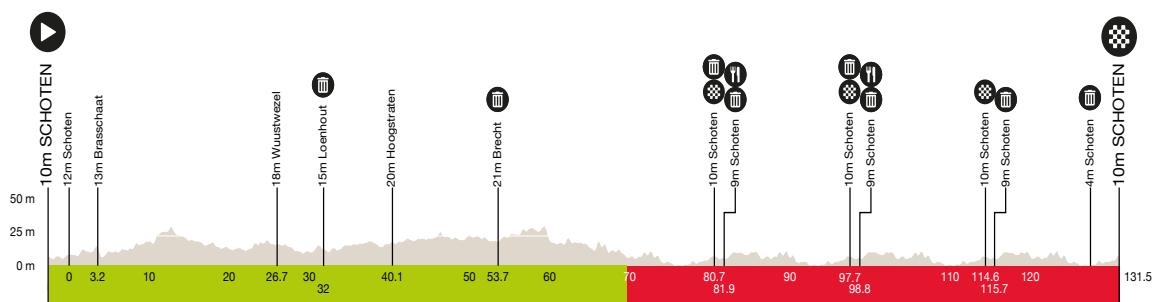 10m SCHOTEN
12m Schoten
13m Brasschaat
18m Wuustwezel
15m Loenhout
20m Hoogstraten
21m Brecht
10m Schoten
9m Schoten
10m Schoten
9m Schoten
10m Schoten
9m Schoten
4m Schoten
10m SCHOTEN
50 m
25 m
0 m
0 3.2 10 20 26.7 30 40.1 50 53.7 60 70 80.7 90 97.7 110 114.6 120 131.5
32 81.9 98.8 115.7